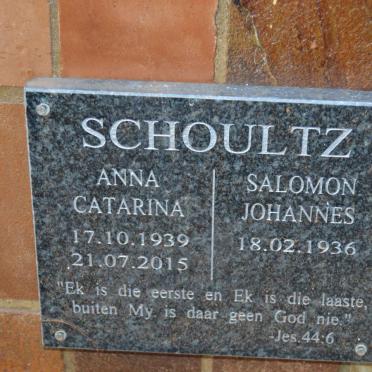 SCHOULTZ
ANNA
CATARINA
17.10.1939
21.07.2015
SALOMON
JOHANNES
18.02.1936
"Ek is die eerste en Ek is die laaste,
buiten My is daar geen God nie."
-Jes.44:6